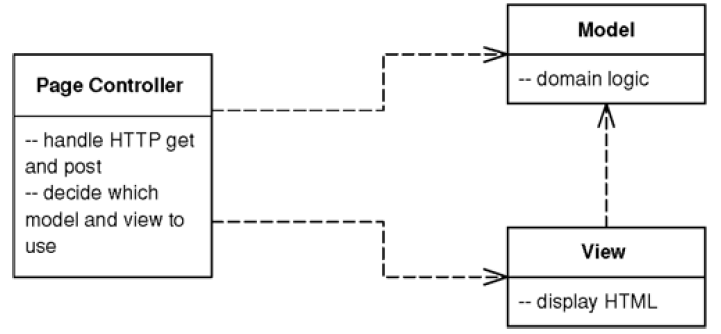 Page Controller
-- handle HTTP get
and post
-- decide which
model and view to
use
Model
-- domain logic
View
-- display HTML